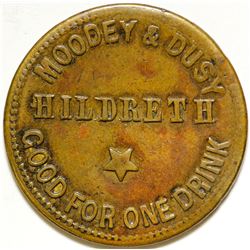 MOODEY & DUSY
HILDRETH
GOOD FOR ONE DRINK